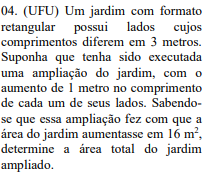 04. (UFU) Um jardim com formato
retangular possui lados cujos
comprimentos diferem em 3 metros.
Suponha que tenha sido executada
uma ampliação do jardim, com o
aumento de 1 metro no comprimento
de cada um de seus lados. Sabendo-
se que essa ampliação fez com que a
área do jardim aumentasse em 16 m²,
determine a área total do jardim
ampliado.